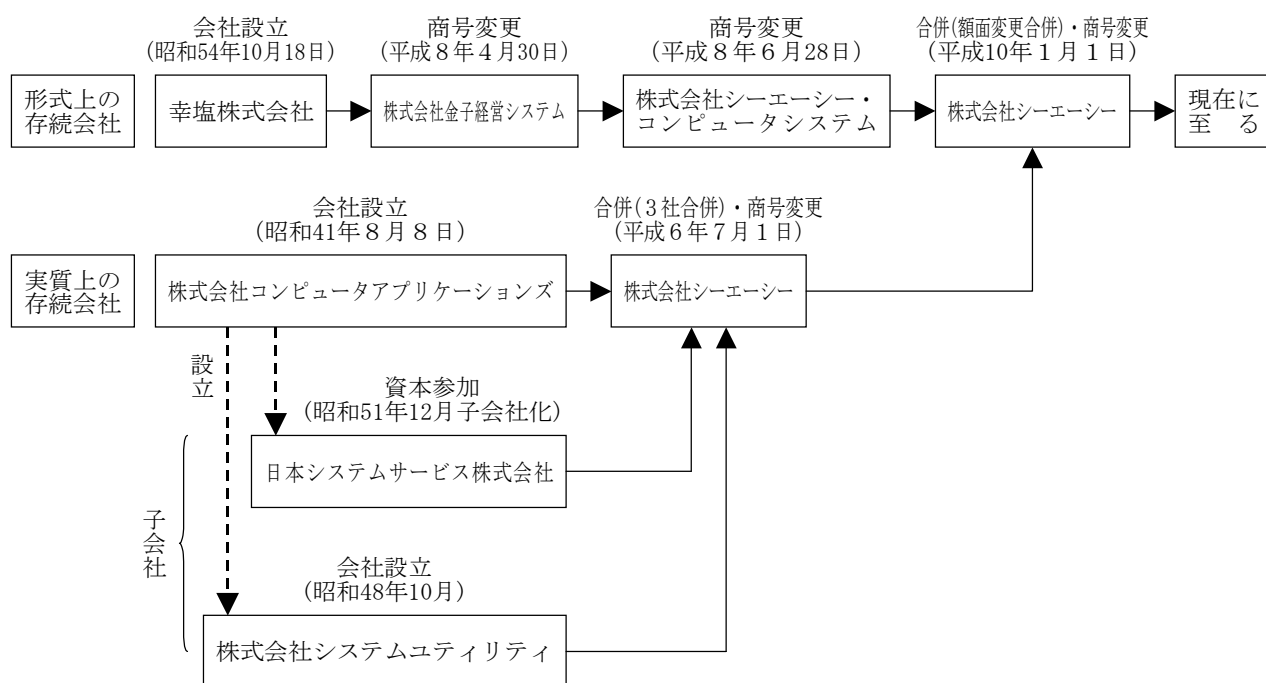 会社設立
(昭和54年10月18日)
商号変更
(平成８年４月30日)
商号変更
(平成８年６月28日)
合併(額面変更合併)・商号変更
(平成10年１月１日)
形式上の
存続会社
幸塩株式会社
株式会社金子経営システム
株式会社シーエーシー・
コンピュータシステム
株式会社シーエーシー
現在に
至る
会社設立
(昭和41年８月８日)
合併(３社合併)・商号変更
(平成６年７月１日)
実質上の
存続会社
株式会社コンピュータアプリケーションズ
株式会社シーエーシー
設立
資本参加
(昭和51年12月子会社化)
日本システムサービス株式会社
子会社
会社設立
(昭和48年10月)
株式会社システムユティリティ